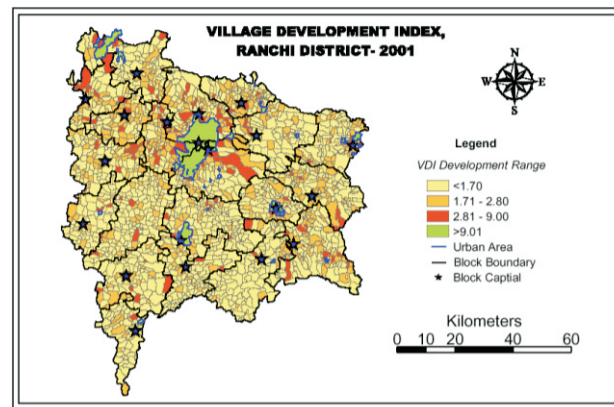 VILLAGE DEVELOPMENT INDEX,
RANCHI DISTRICT- 2001
N
W E
S
Legend
VDI Development Range
<1.70
1.71 - 2.80
2.81 - 9.00
>9.01
Urban Area
Block Boundary
Block Captial
Kilometers
0 10 20 40 60